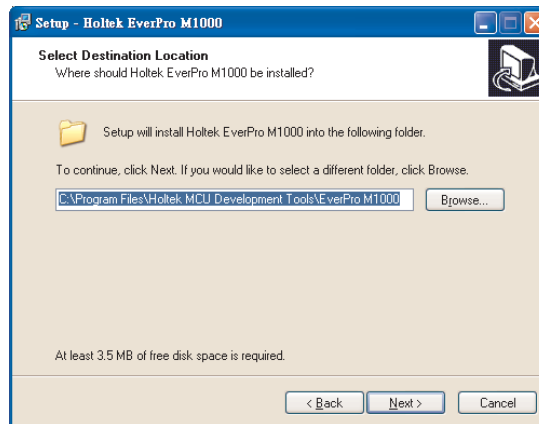 Setup - Holtek EverPro M1000
Select Destination Location
Where should Holtek EverPro M1000 be installed?
Setup will install Holtek EverPro M1000 into the following folder.
To continue, click Next. If you would like to select a different folder, click Browse.
C:\Program Files\Holtek MCU Development Tools\EverPro M1000
Browse...
At least 3.5 MB of free disk space is required.
< Back
Next >
Cancel